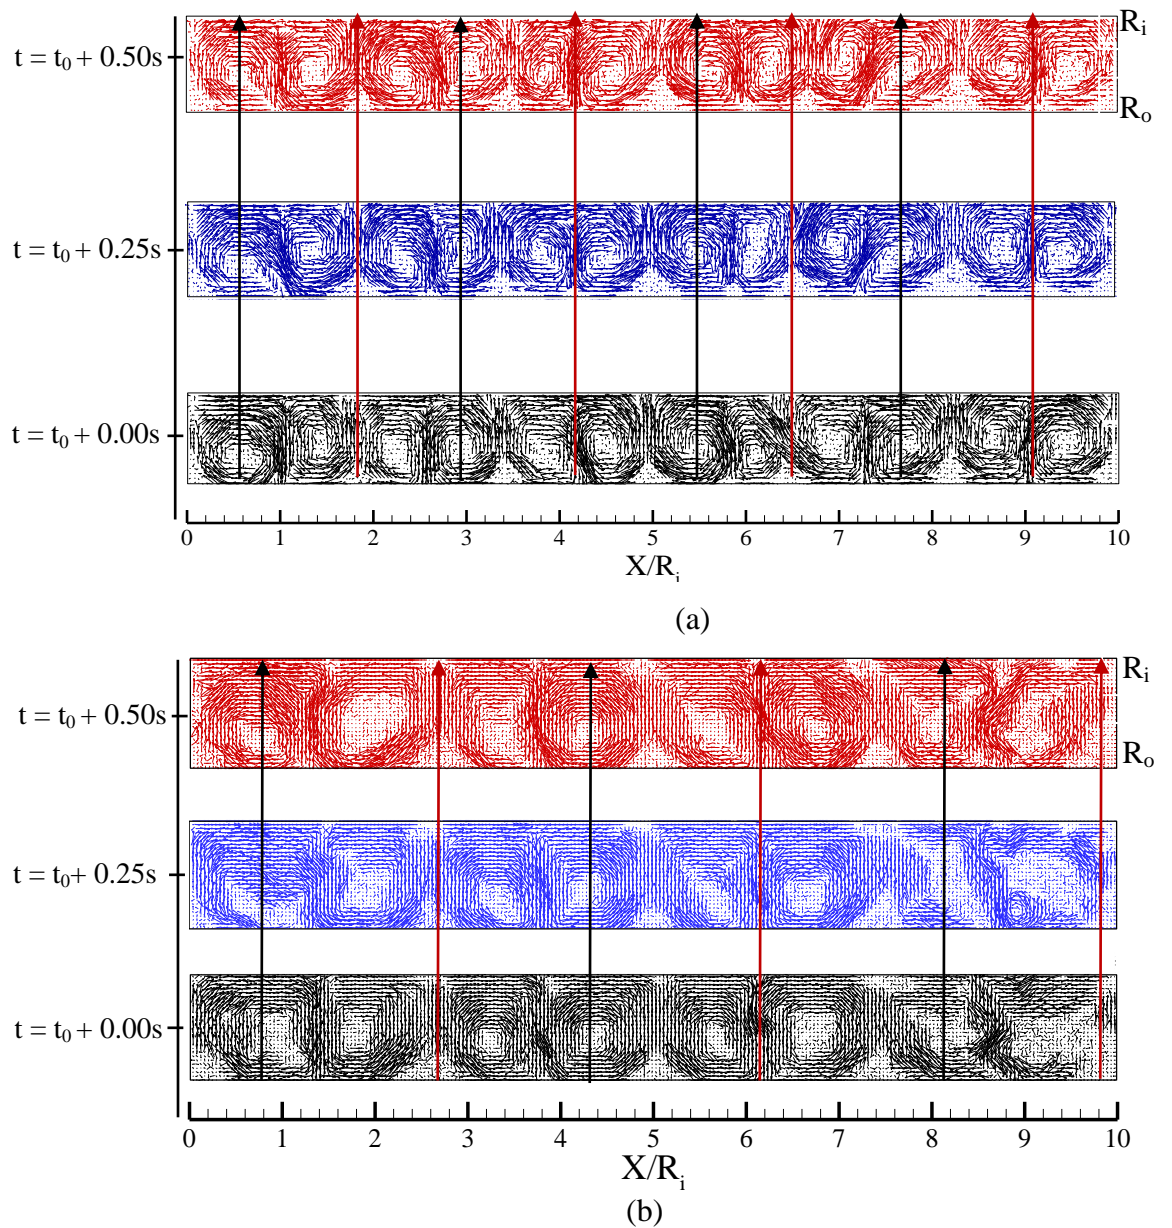 R_i
t = t_0 + 0.50s
R_o
t = t_0 + 0.25s
t = t_0 + 0.00s
0 1 2 3 4 5 6 7 8 9 10
X/R_i
(a)
R_i
t = t_0 + 0.50s
R_o
t = t_0 + 0.25s
t = t_0 + 0.00s
0 1 2 3 4 5 6 7 8 9 10
X/R_i
(b)